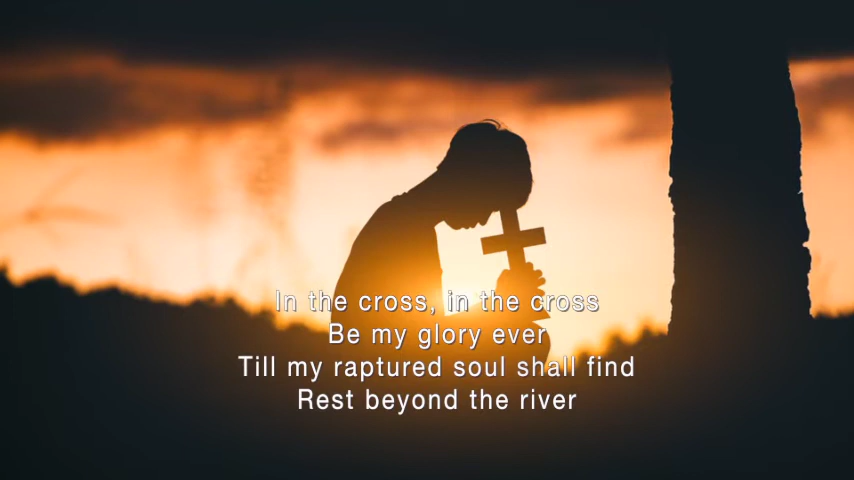 In the cross, in the cross
Be my glory ever
Till my raptured soul shall find
Rest beyond the river